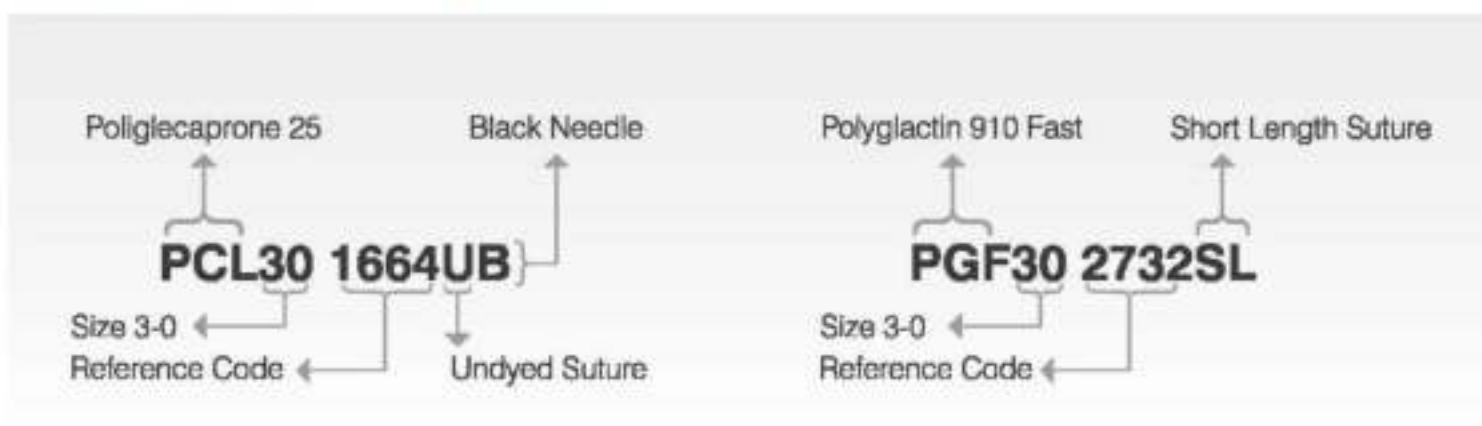 Poliglecaprone 25 Black Needle
PCL30 1664UB
Size 3-0
Reference Code Undyed Suture
Polyglactin 910 Fast Short Length Suture
PGF30 2732SL
Size 3-0
Reference Code